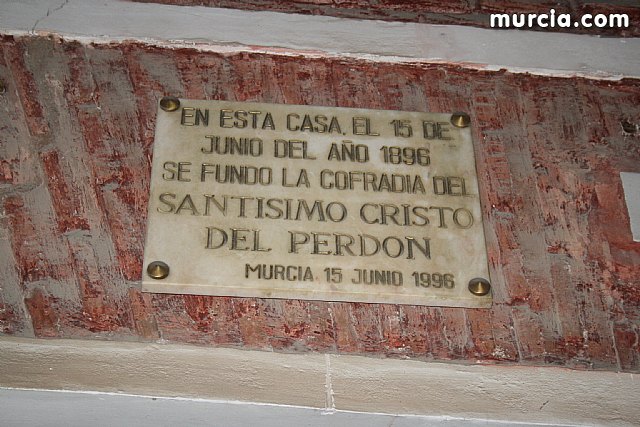 murcia.com
EN ESTA CASA, EL 15 DE
JUNIO DEL AÑO 1896
SE FUNDO LA COFRADIA DEL
SANTISIMO CRISTO
DEL PERDON
MURCIA 15 JUNIO 1996